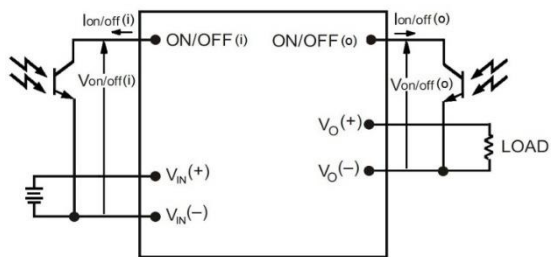 Ion/off(i)
Ion/off(o)
ON/OFF(i)
ON/OFF(o)
Von/off(i)
Von/off(o)
VO(+)
LOAD
VO(−)
VIN(+)
VIN(−)